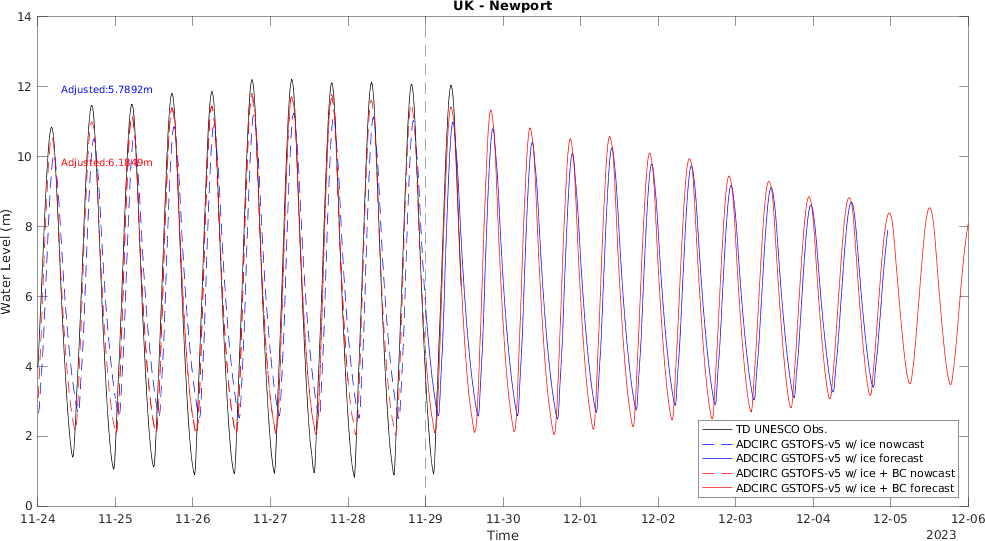 UK - Newport
14
12
10
8
6
4
2
0
Water Level (m)
Adjusted:5.7892m
Adjusted:6.1849m
TD UNESCO Obs.
ADCIRC GSTOFS-v5 w/ ice nowcast
ADCIRC GSTOFS-v5 w/ ice forecast
ADCIRC GSTOFS-v5 w/ ice + BC nowcast
ADCIRC GSTOFS-v5 w/ ice + BC forecast
11-24 11-25 11-26 11-27 11-28 11-29 11-30 12-01 12-02 12-03 12-04 12-05 12-06
Time
2023